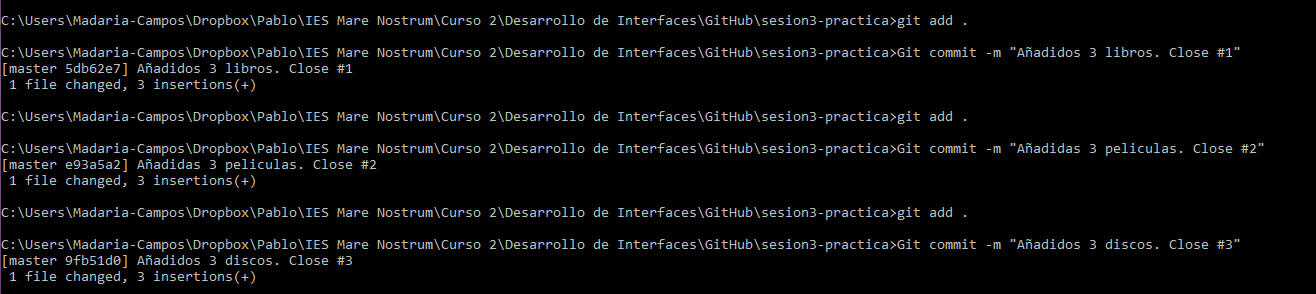 C:\Users\Madaria-Campos\Dropbox\Pablo\IES Mare Nostrum\Curso 2\Desarrollo de Interfaces\GitHub\sesion3-practica>git add .
C:\Users\Madaria-Campos\Dropbox\Pablo\IES Mare Nostrum\Curso 2\Desarrollo de Interfaces\GitHub\sesion3-practica>Git commit -m "Añadidos 3 libros. Close #1"
[master 5db62e7] Añadidos 3 libros. Close #1
 1 file changed, 3 insertions(+)
C:\Users\Madaria-Campos\Dropbox\Pablo\IES Mare Nostrum\Curso 2\Desarrollo de Interfaces\GitHub\sesion3-practica>git add .
C:\Users\Madaria-Campos\Dropbox\Pablo\IES Mare Nostrum\Curso 2\Desarrollo de Interfaces\GitHub\sesion3-practica>Git commit -m "Añadidas 3 peliculas. Close #2"
[master e93a5a2] Añadidas 3 peliculas. Close #2
 1 file changed, 3 insertions(+)
C:\Users\Madaria-Campos\Dropbox\Pablo\IES Mare Nostrum\Curso 2\Desarrollo de Interfaces\GitHub\sesion3-practica>git add .
C:\Users\Madaria-Campos\Dropbox\Pablo\IES Mare Nostrum\Curso 2\Desarrollo de Interfaces\GitHub\sesion3-practica>Git commit -m "Añadidos 3 discos. Close #3"
[master 9fb51d0] Añadidos 3 discos. Close #3
 1 file changed, 3 insertions(+)